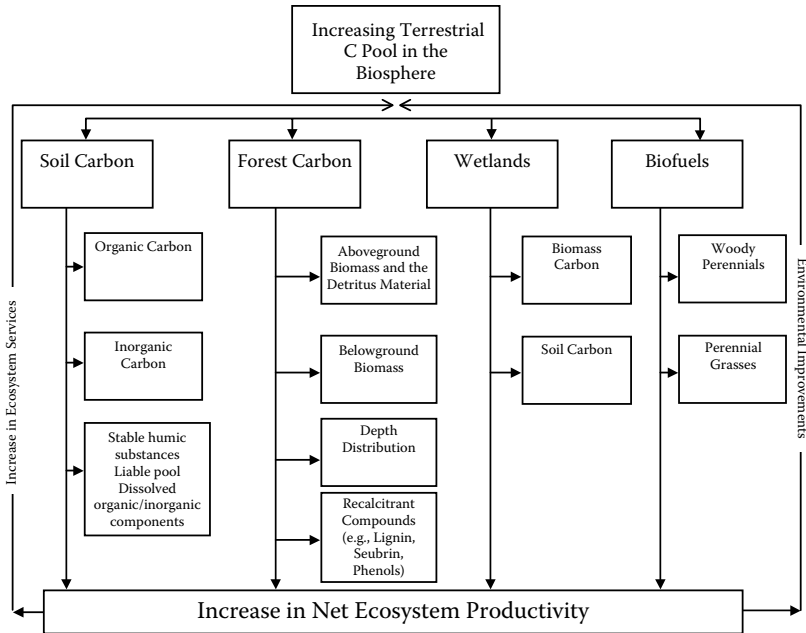 Increasing Terrestrial
C Pool in the
Biosphere
Soil Carbon
Forest Carbon
Wetlands
Biofuels
Organic Carbon
Inorganic
Carbon
Stable humic
substances
Liable pool
Dissolved
organic/inorganic
components
Aboveground
Biomass and the
Detritus Material
Belowground
Biomass
Depth
Distribution
Recalcitrant
Compounds
(e.g., Lignin,
Seubrin,
Phenols)
Biomass
Carbon
Soil Carbon
Woody
Perennials
Perennial
Grasses
Increase in Ecosystem Services
Environmental Improvements
Increase in Net Ecosystem Productivity